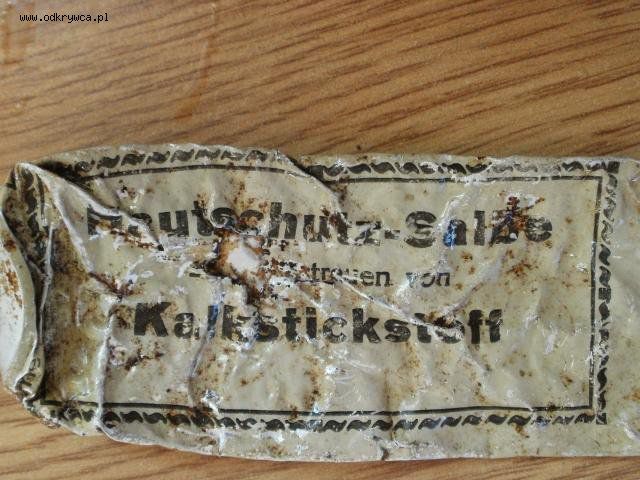 www.odkrywca.pl
Hautschutz-Salbe
von
Kalkstickstoff